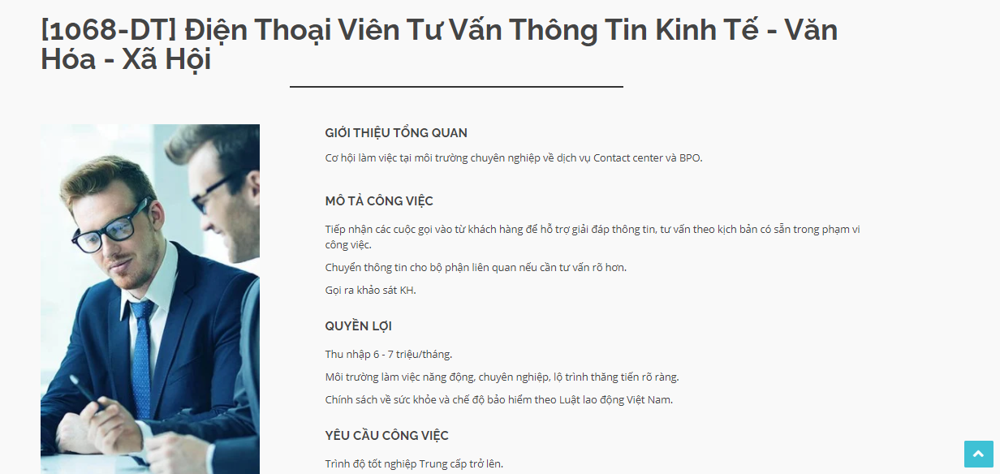 [1068-DT] Điện Thoại Viên Tư Vấn Thông Tin Kinh Tế - Văn
Hóa - Xã Hội
GIỚI THIỆU TỔNG QUAN
Cơ hội làm việc tại môi trường chuyên nghiệp về dịch vụ Contact center và BPO.
MÔ TẢ CÔNG VIỆC
Tiếp nhận các cuộc gọi vào từ khách hàng để hỗ trợ giải đáp thông tin, tư vấn theo kịch bản có sẵn trong phạm vi
công việc.
Chuyển thông tin cho bộ phận liên quan nếu cần tư vấn rõ hơn.
Gọi ra khảo sát KH.
QUYỀN LỢI
Thu nhập 6 - 7 triệu/tháng.
Môi trường làm việc năng động, chuyên nghiệp, lộ trình thăng tiến rõ ràng.
Chính sách về sức khỏe và chế độ bảo hiểm theo Luật lao động Việt Nam.
YÊU CẦU CÔNG VIỆC
Trình độ tốt nghiệp Trung cấp trở lên.